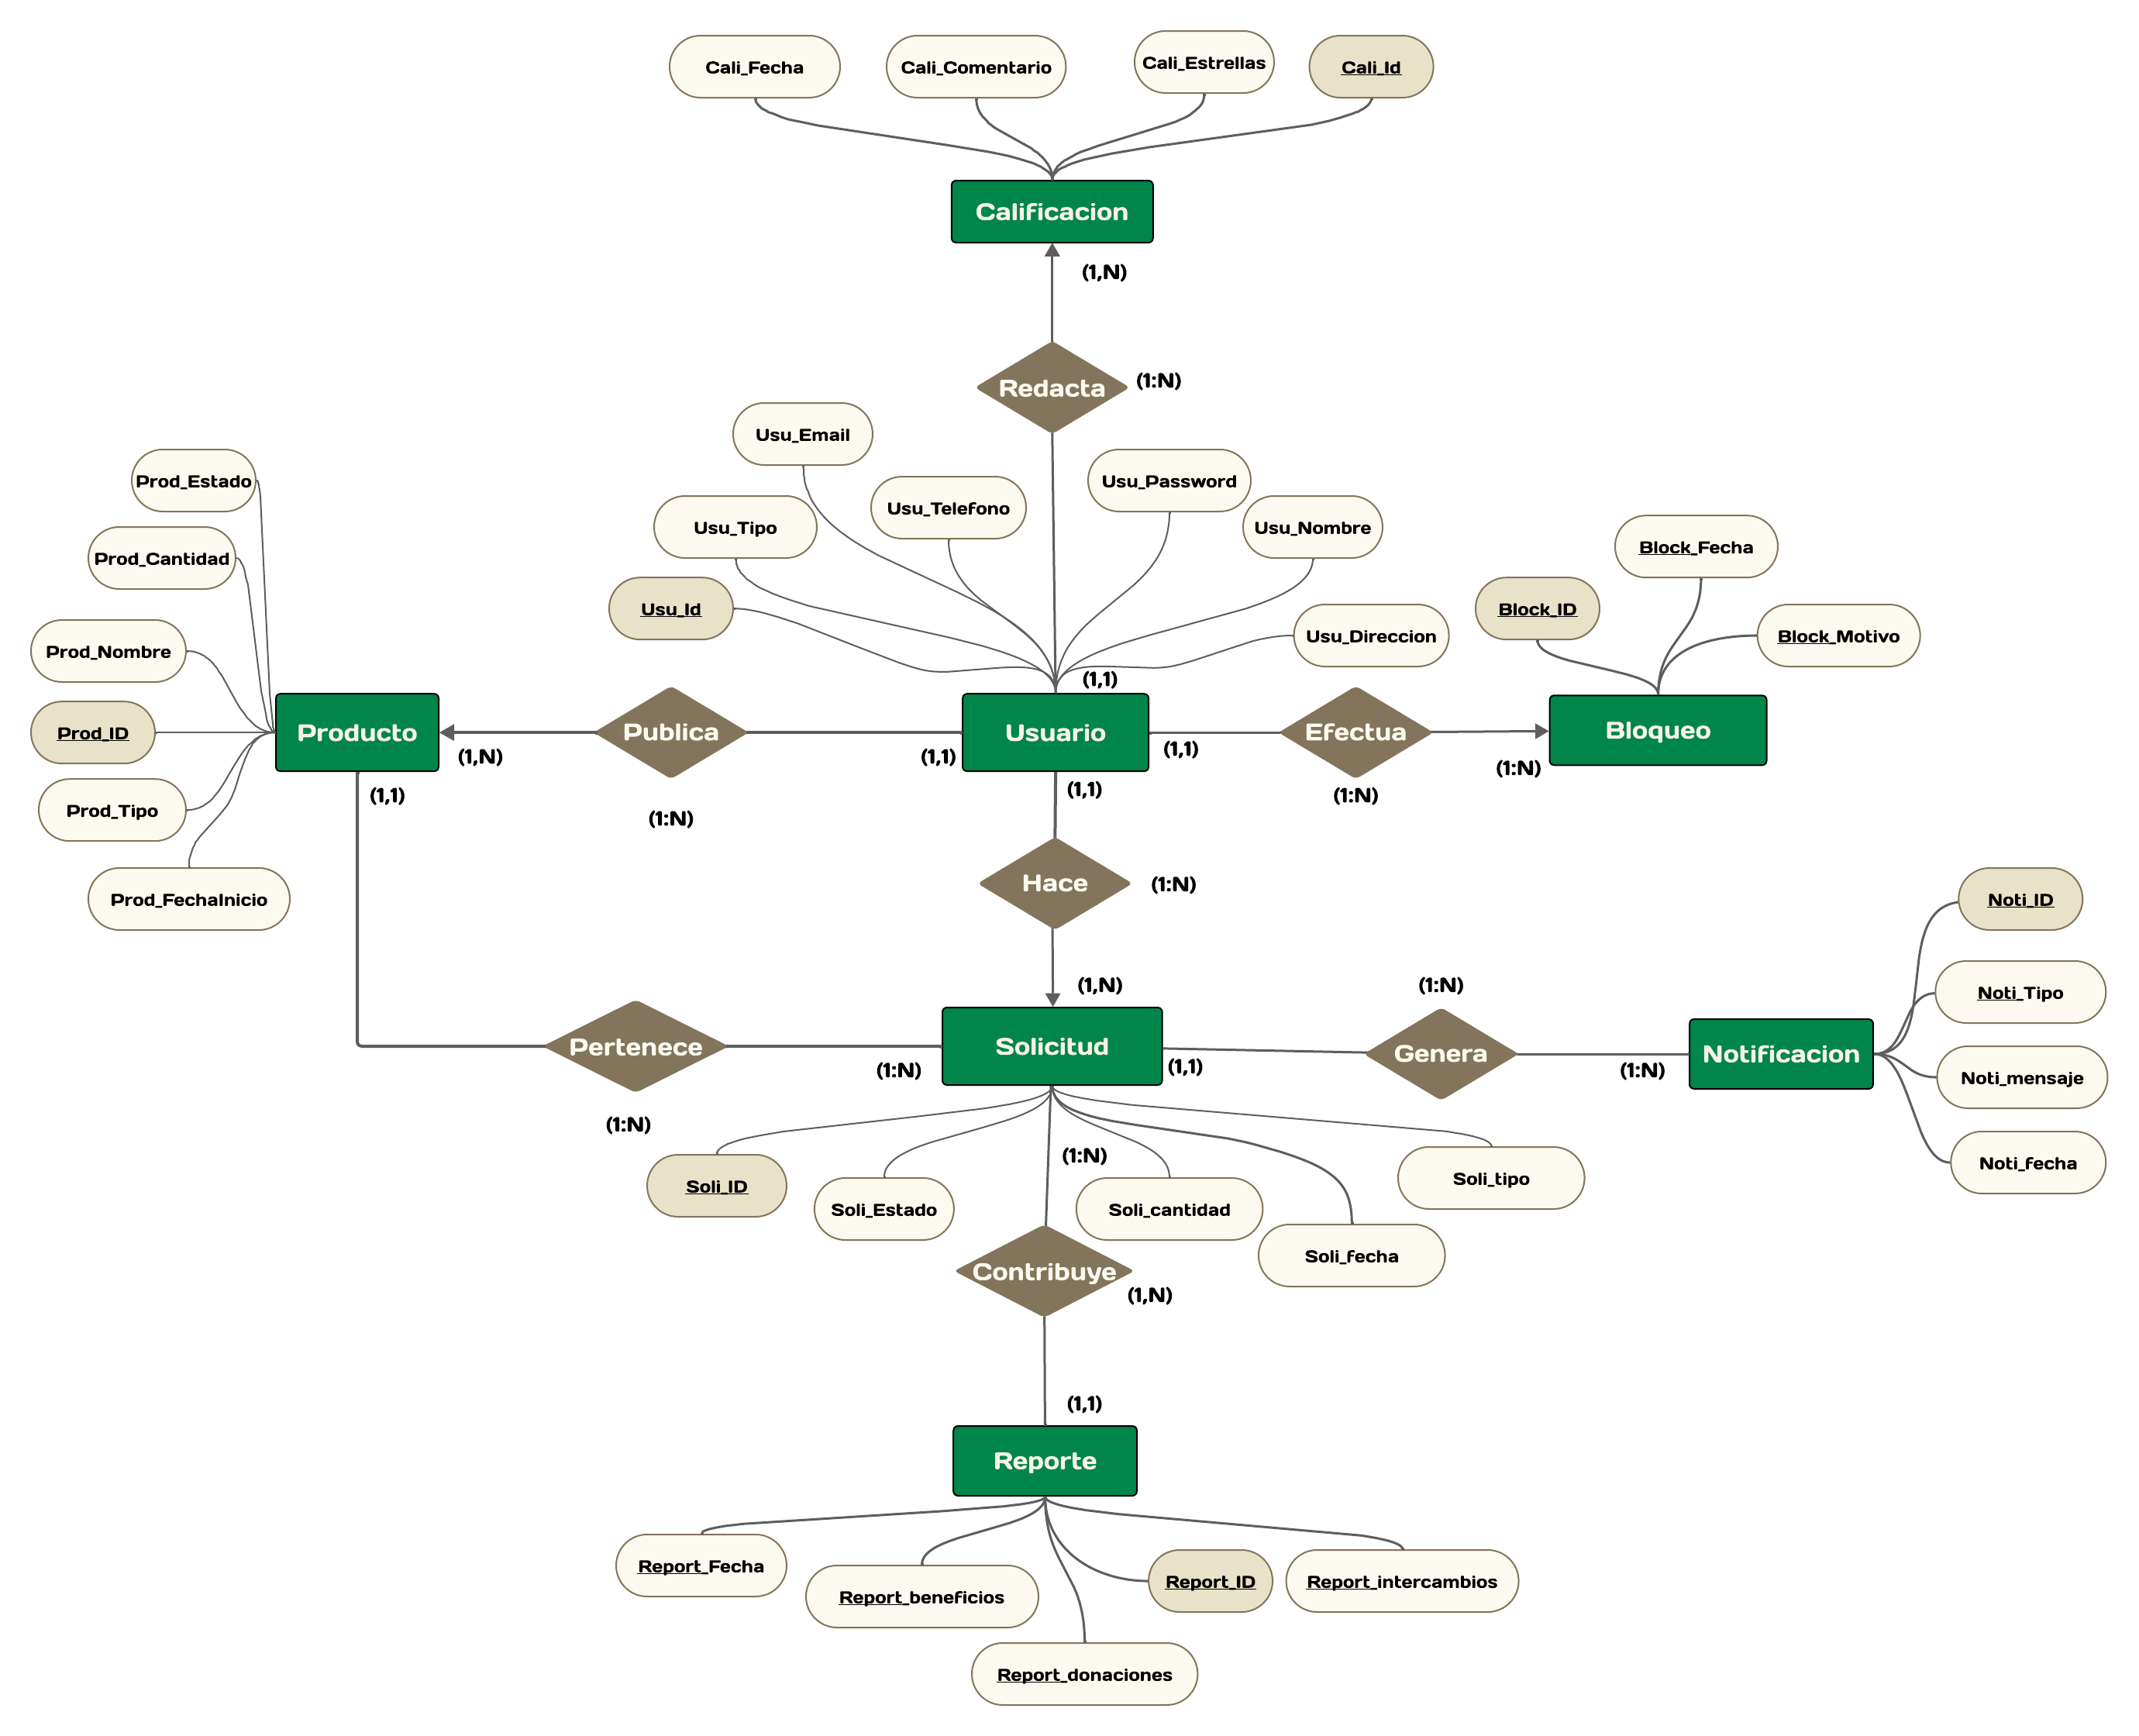 Cali_Fecha
Cali_Comentario
Cali_Estrellas
Cali_Id
Calificacion
(1,N)
Redacta
(1:N)
Usu_Email
Usu_Telefono
Usu_Password
Usu_Tipo
Usu_Nombre
Usu_Id
Usu_Direccion
Prod_Estado
Prod_Cantidad
Prod_Nombre
Prod_ID
Prod_Tipo
Prod_FechaInicio
Block_Fecha
Block_ID
Block_Motivo
(1,1)
Producto
Publica
Usuario
Efectua
Bloqueo
(1,N)
(1,1)
(1,1)
(1:N)
(1,1)
(1:N)
(1,1)
(1:N)
Hace
(1:N)
Noti_ID
Noti_Tipo
Noti_mensaje
Noti_fecha
(1,N)
(1:N)
Pertenece
Solicitud
Genera
Notificacion
(1:N)
(1,1)
(1:N)
(1:N)
(1:N)
Soli_ID
Soli_Estado
Soli_cantidad
Soli_fecha
Soli_tipo
Contribuye
(1,N)
(1,1)
Reporte
Report_Fecha
Report_beneficios
Report_ID
Report_intercambios
Report_donaciones